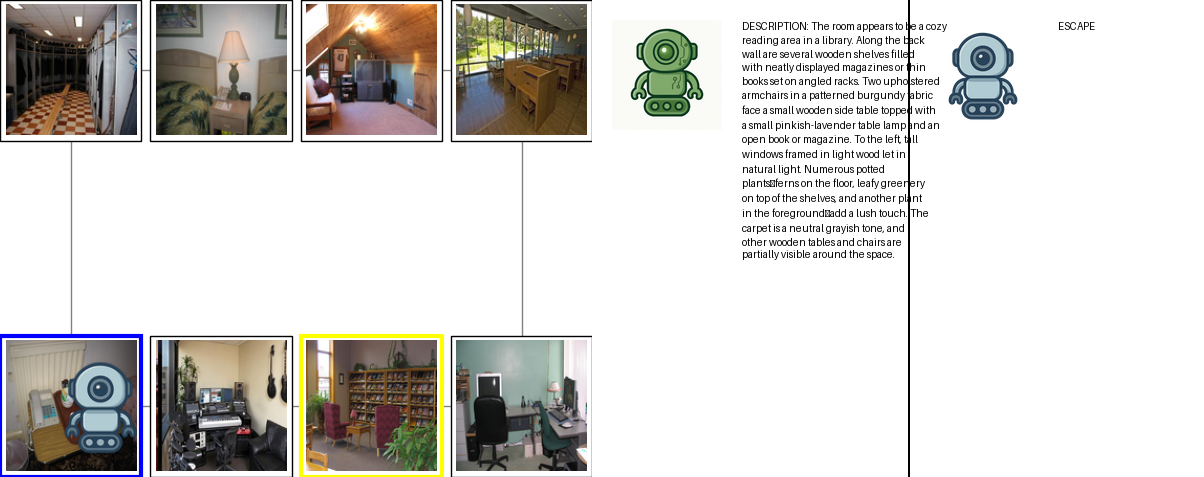 DESCRIPTION: The room appears to be a cozy
reading area in a library. Along the back
wall are several wooden shelves filled
with neatly displayed magazines or thin
books set on angled racks. Two upholstered
armchairs in a patterned burgundy fabric
face a small wooden side table topped with
a small pinkish-lavender table lamp and an
open book or magazine. To the left, tall
windows framed in light wood let in
natural light. Numerous potted
plants▯ferns on the floor, leafy greenery
on top of the shelves, and another plant
in the foreground▯add a lush touch. The
carpet is a neutral grayish tone, and
other wooden tables and chairs are
partially visible around the space.
ESCAPE